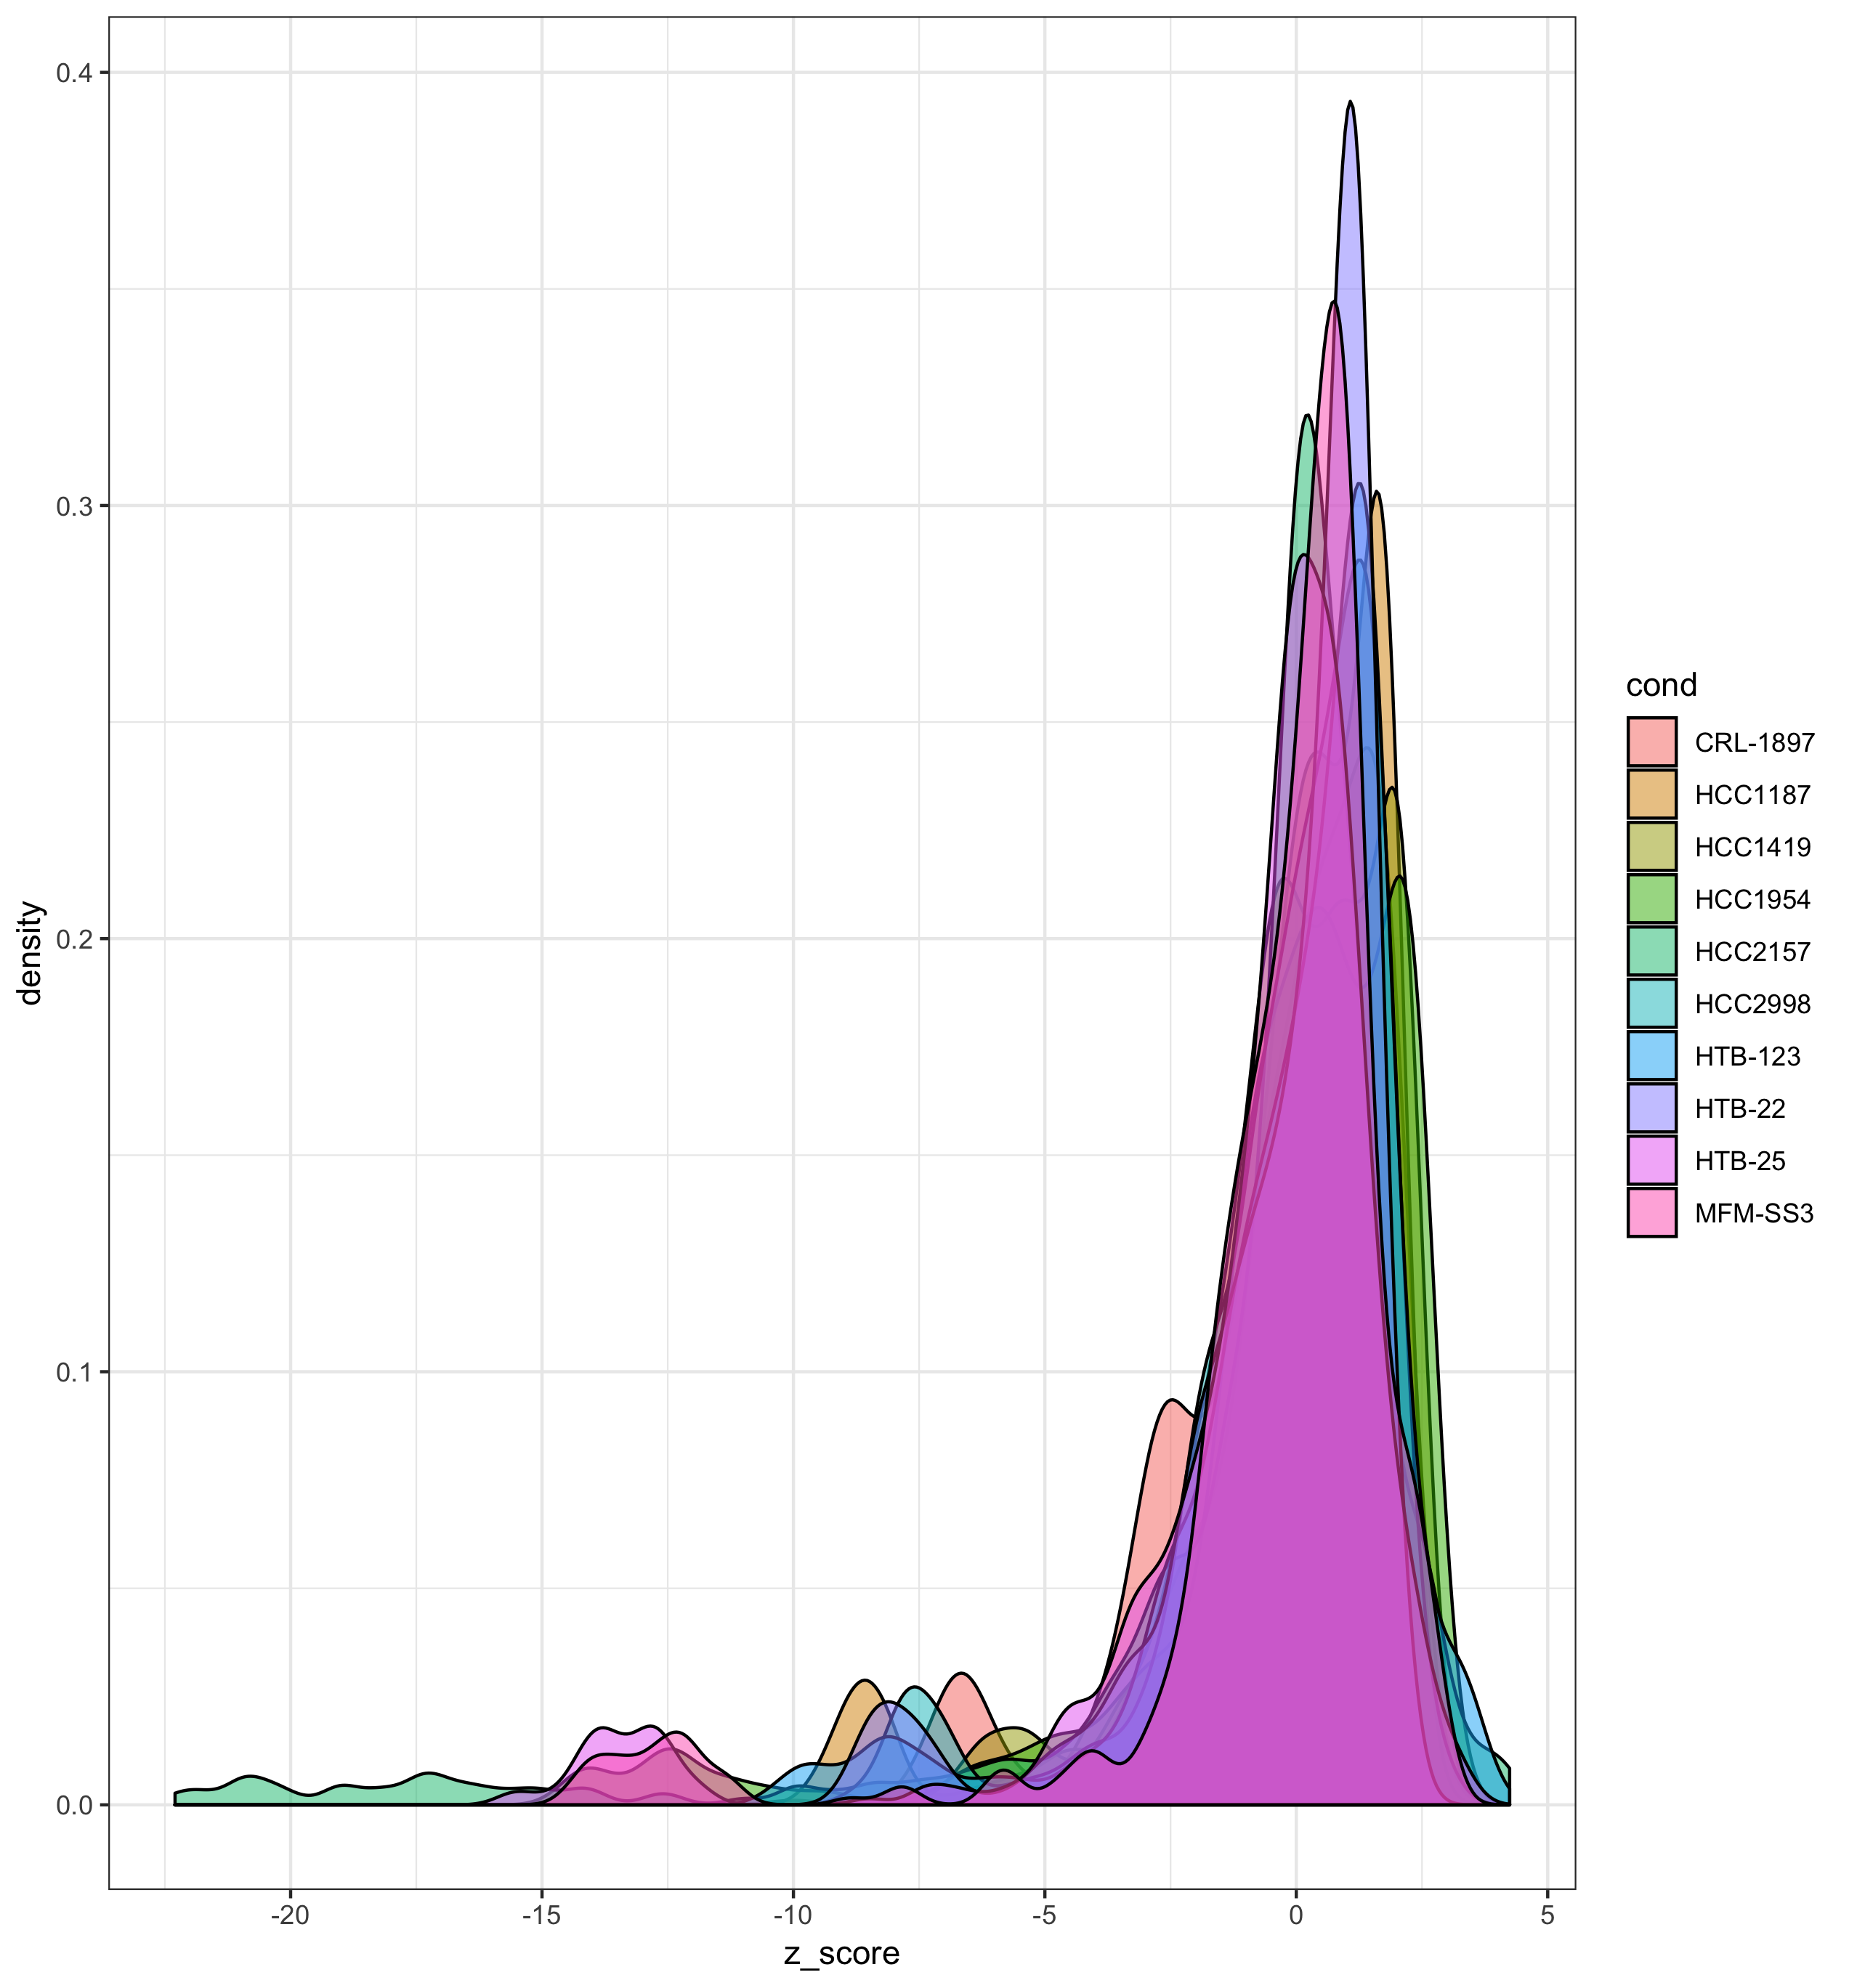 density
0.4
0.3
0.2
0.1
0.0
-20 -15 -10 -5 0 5
z_score
cond
CRL-1897
HCC1187
HCC1419
HCC1954
HCC2157
HCC2998
HTB-123
HTB-22
HTB-25
MFM-SS3